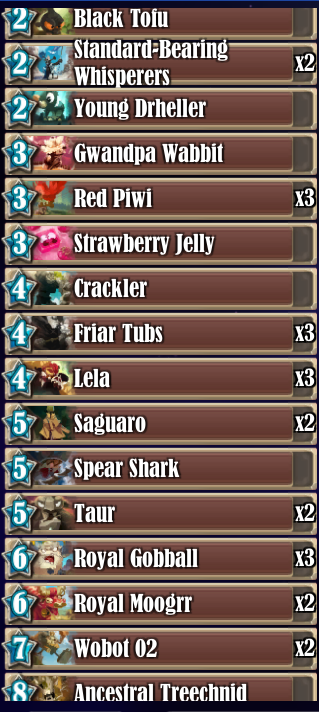 2 Black Tofu
2 Standard-Bearing Whisperers x2
2 Young Drheller
3 Gwandpa Wabbit
3 Red Piwi x3
3 Strawberry Jelly
4 Crackler
4 Friar Tubs x3
4 Lela x3
5 Saguaro x2
5 Spear Shark
5 Taur x2
6 Royal Gobball x3
6 Royal Moogrr x2
7 Wobot 02 x2
8 Ancestral Treechnid